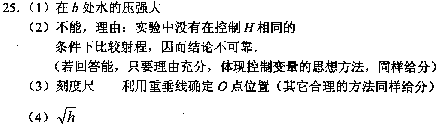 25.(1)在h处水的压强大
(2)不能,理由:实验中没有在控制H相同的
条件下比较射程,因而结论不可靠.
(若回答能,只要理由充分,体现控制变量的思想方法,同样给分)
(3)刻度尺 利用重垂线确定O点位置(其它合理的方法同样给分)
(4)√h